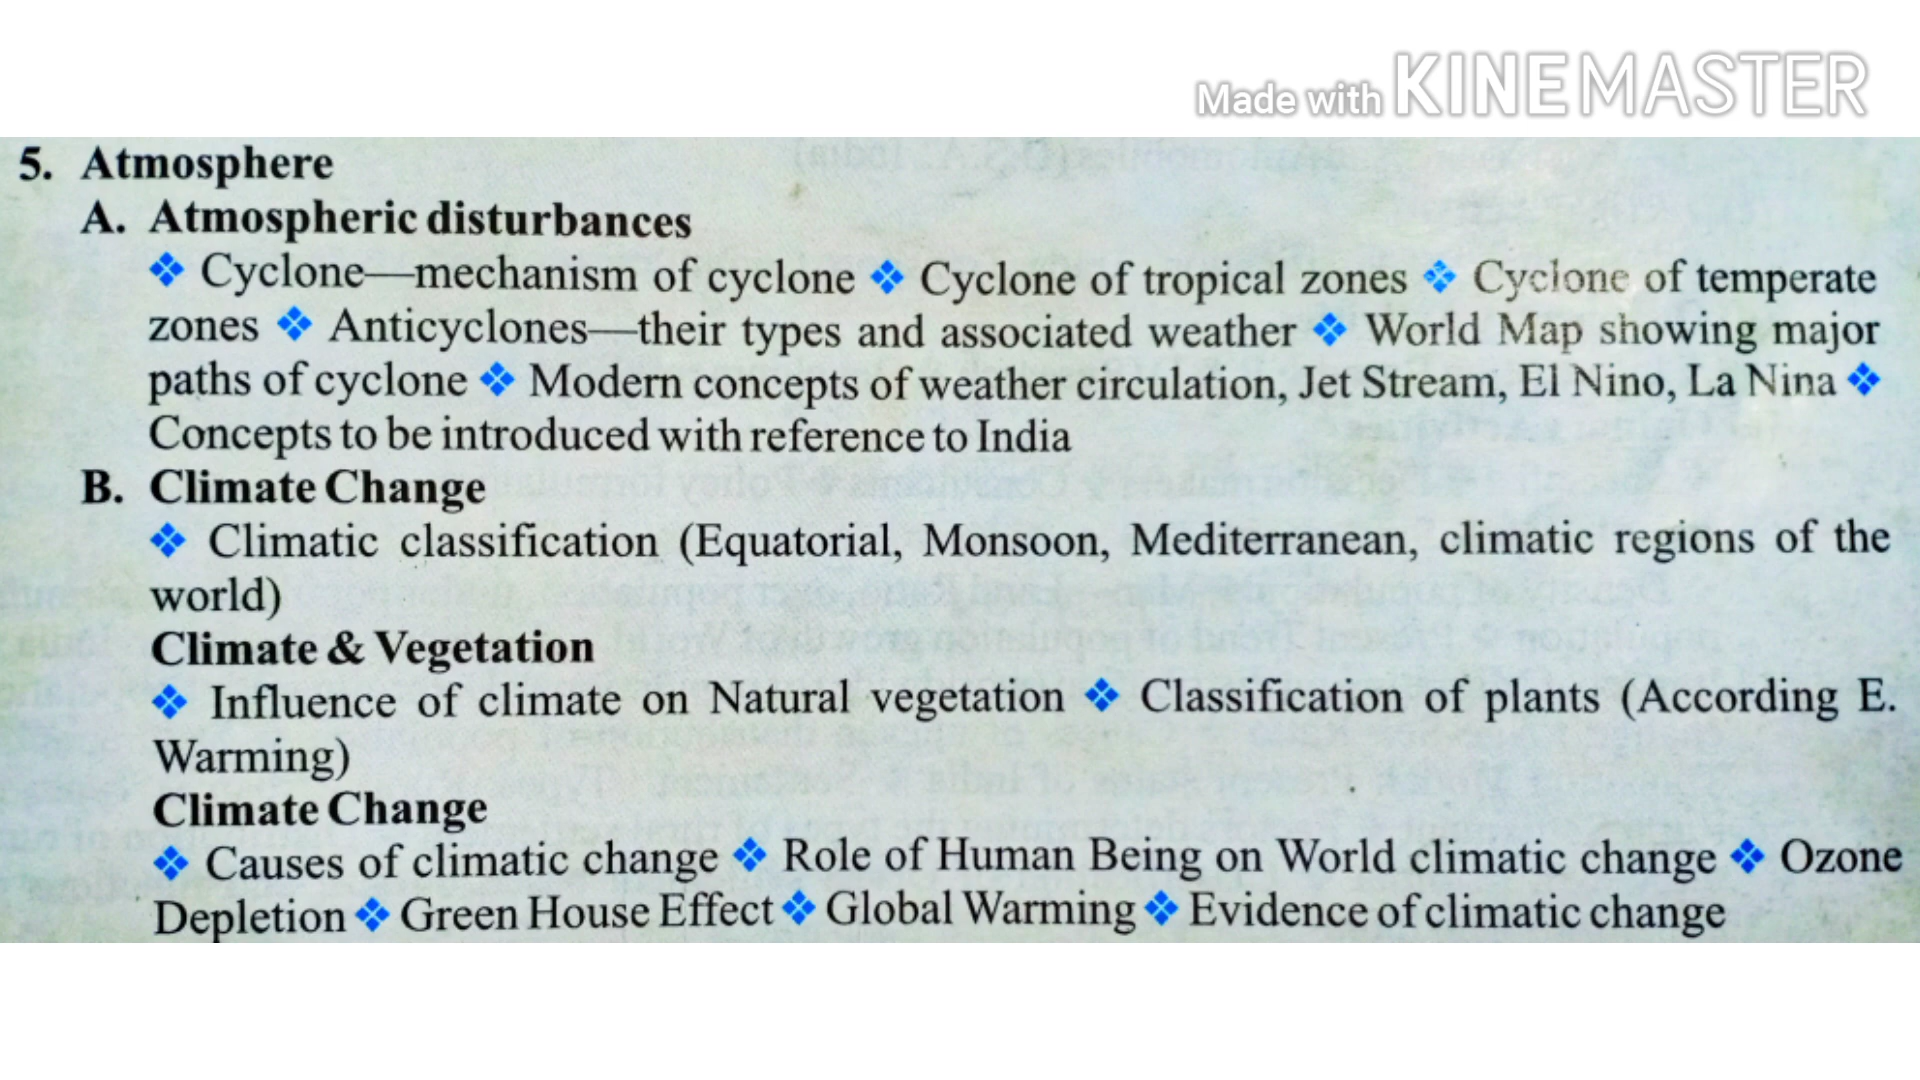 Made with KINEMASTER
5. Atmosphere
A. Atmospheric disturbances
❖ Cyclone—mechanism of cyclone ❖ Cyclone of tropical zones ❖ Cyclone of temperate
zones ❖ Anticyclones—their types and associated weather ❖ World Map showing major
paths of cyclone ❖ Modern concepts of weather circulation, Jet Stream, El Nino, La Nina ❖
Concepts to be introduced with reference to India
B. Climate Change
❖ Climatic classification (Equatorial, Monsoon, Mediterranean, climatic regions of the
world)
Climate & Vegetation
❖ Influence of climate on Natural vegetation ❖ Classification of plants (According E.
Warming)
Climate Change
❖ Causes of climatic change ❖ Role of Human Being on World climatic change ❖ Ozone
Depletion ❖ Green House Effect ❖ Global Warming ❖ Evidence of climatic change